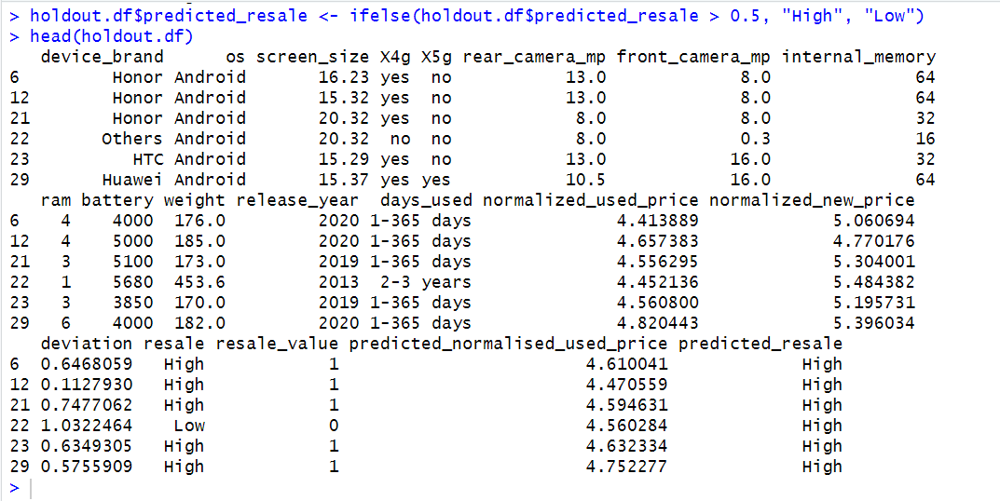 > holdout.df$predicted_resale <- ifelse(holdout.df$predicted_resale > 0.5, "High", "Low")
> head(holdout.df)
   device_brand      os screen_size X4g X5g rear_camera_mp front_camera_mp internal_memory
6         Honor Android       16.23 yes  no           13.0             8.0              64
12        Honor Android       15.32 yes  no           13.0             8.0              64
21        Honor Android       20.32 yes  no            8.0             8.0              32
22       Others Android       20.32  no  no            8.0             0.3              16
23          HTC Android       15.29 yes  no           13.0            16.0              32
29       Huawei Android       15.37 yes yes           10.5            16.0              64
   ram battery weight release_year  days_used normalized_used_price normalized_new_price
6    4    4000  176.0         2020 1-365 days              4.413889             5.060694
12   4    5000  185.0         2020 1-365 days              4.657383             4.770176
21   3    5100  173.0         2019 1-365 days              4.556295             5.304001
22   1    5680  453.6         2013  2-3 years              4.452136             5.484382
23   3    3850  170.0         2019 1-365 days              4.560800             5.195731
29   6    4000  182.0         2020 1-365 days              4.820443             5.396034
   deviation resale resale_value predicted_normalised_used_price predicted_resale
6  0.6468059   High            1                        4.610041             High
12 0.1127930   High            1                        4.470559             High
21 0.7477062   High            1                        4.594631             High
22 1.0322464    Low            0                        4.560284             High
23 0.6349305   High            1                        4.632334             High
29 0.5755909   High            1                        4.752277             High
>